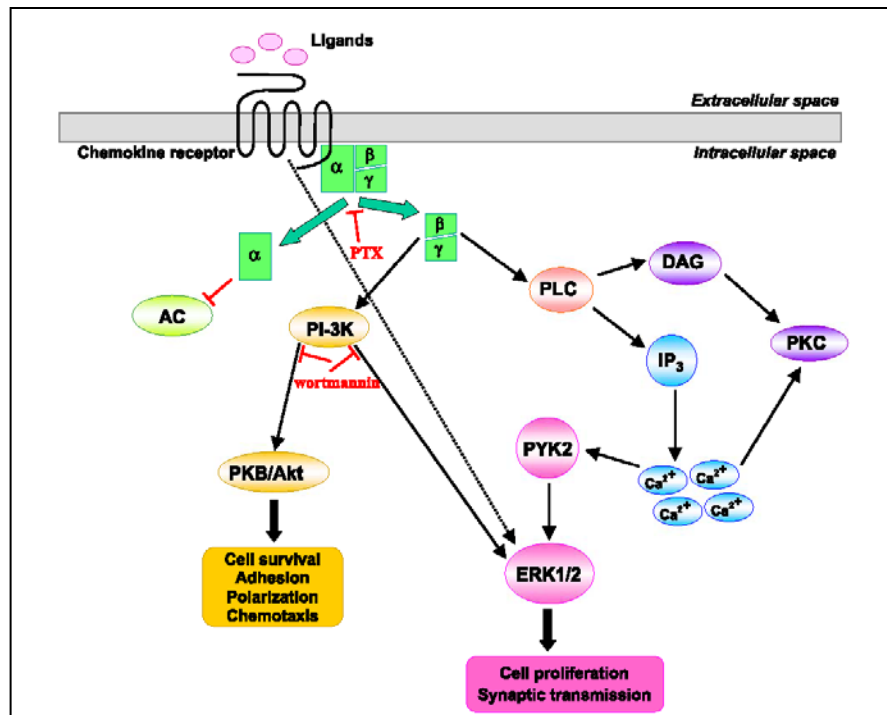 Ligands
Extracellular space
Chemokine receptor
Intracellular space
α
β
γ
α
PTX
β
γ
AC
PI-3K
PLC
DAG
wortmannin
IP3
PKC
PKB/Akt
PYK2
Ca2+
Ca2+
Ca2+
Ca2+
Cell survival
Adhesion
Polarization
Chemotaxis
ERK1/2
Cell proliferation
Synaptic transmission